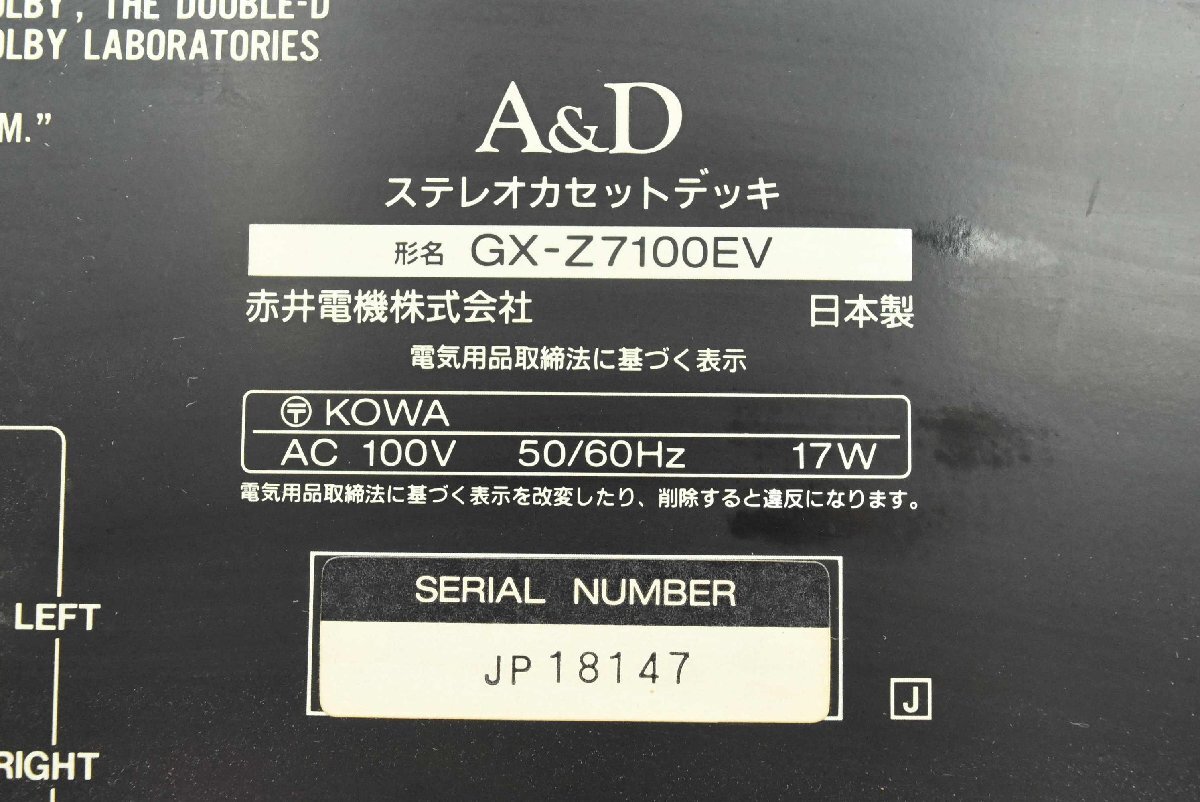 OLBY, THE DOUBLE-D
OLBY LABORATORIES
M.”
A&D
ステレオカセットデッキ
形名 GX-Z7100EV
赤井電機株式会社 日本製
電気用品取締法に基づく表示
〶 KOWA
AC 100V 50/60Hz 17W
電気用品取締法に基づく表示を改変したり、削除すると違反になります。
SERIAL NUMBER
JP 18147
J
LEFT
RIGHT